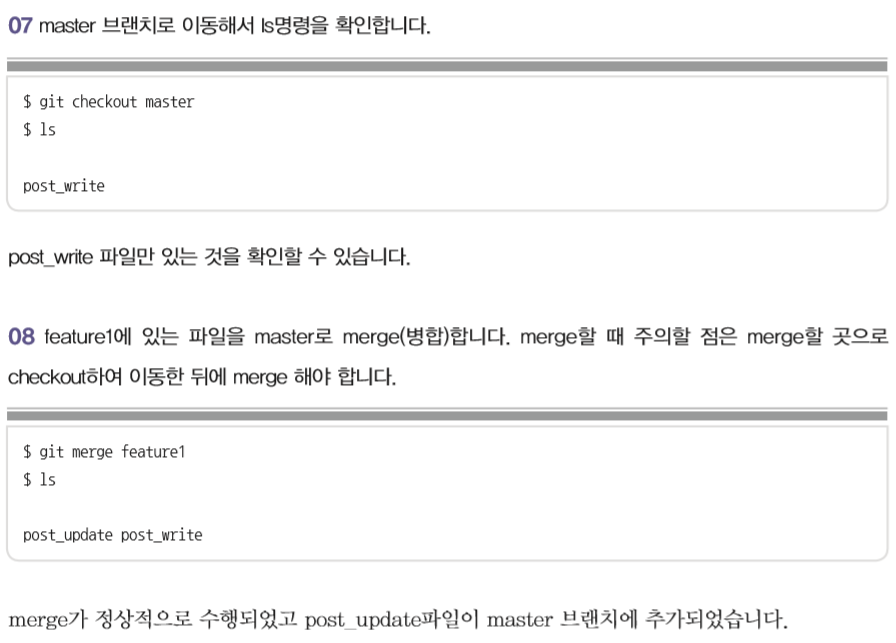 07 master 브랜치로 이동해서 ls명령을 확인합니다.
$ git checkout master
$ ls
post_write
post_write 파일만 있는 것을 확인할 수 있습니다.
08 feature1에 있는 파일을 master로 merge(병합)합니다. merge할 때 주의할 점은 merge할 곳으로
checkout하여 이동한 뒤에 merge 해야 합니다.
$ git merge feature1
$ ls
post_update post_write
merge가 정상적으로 수행되었고 post_update파일이 master 브랜치에 추가되었습니다.